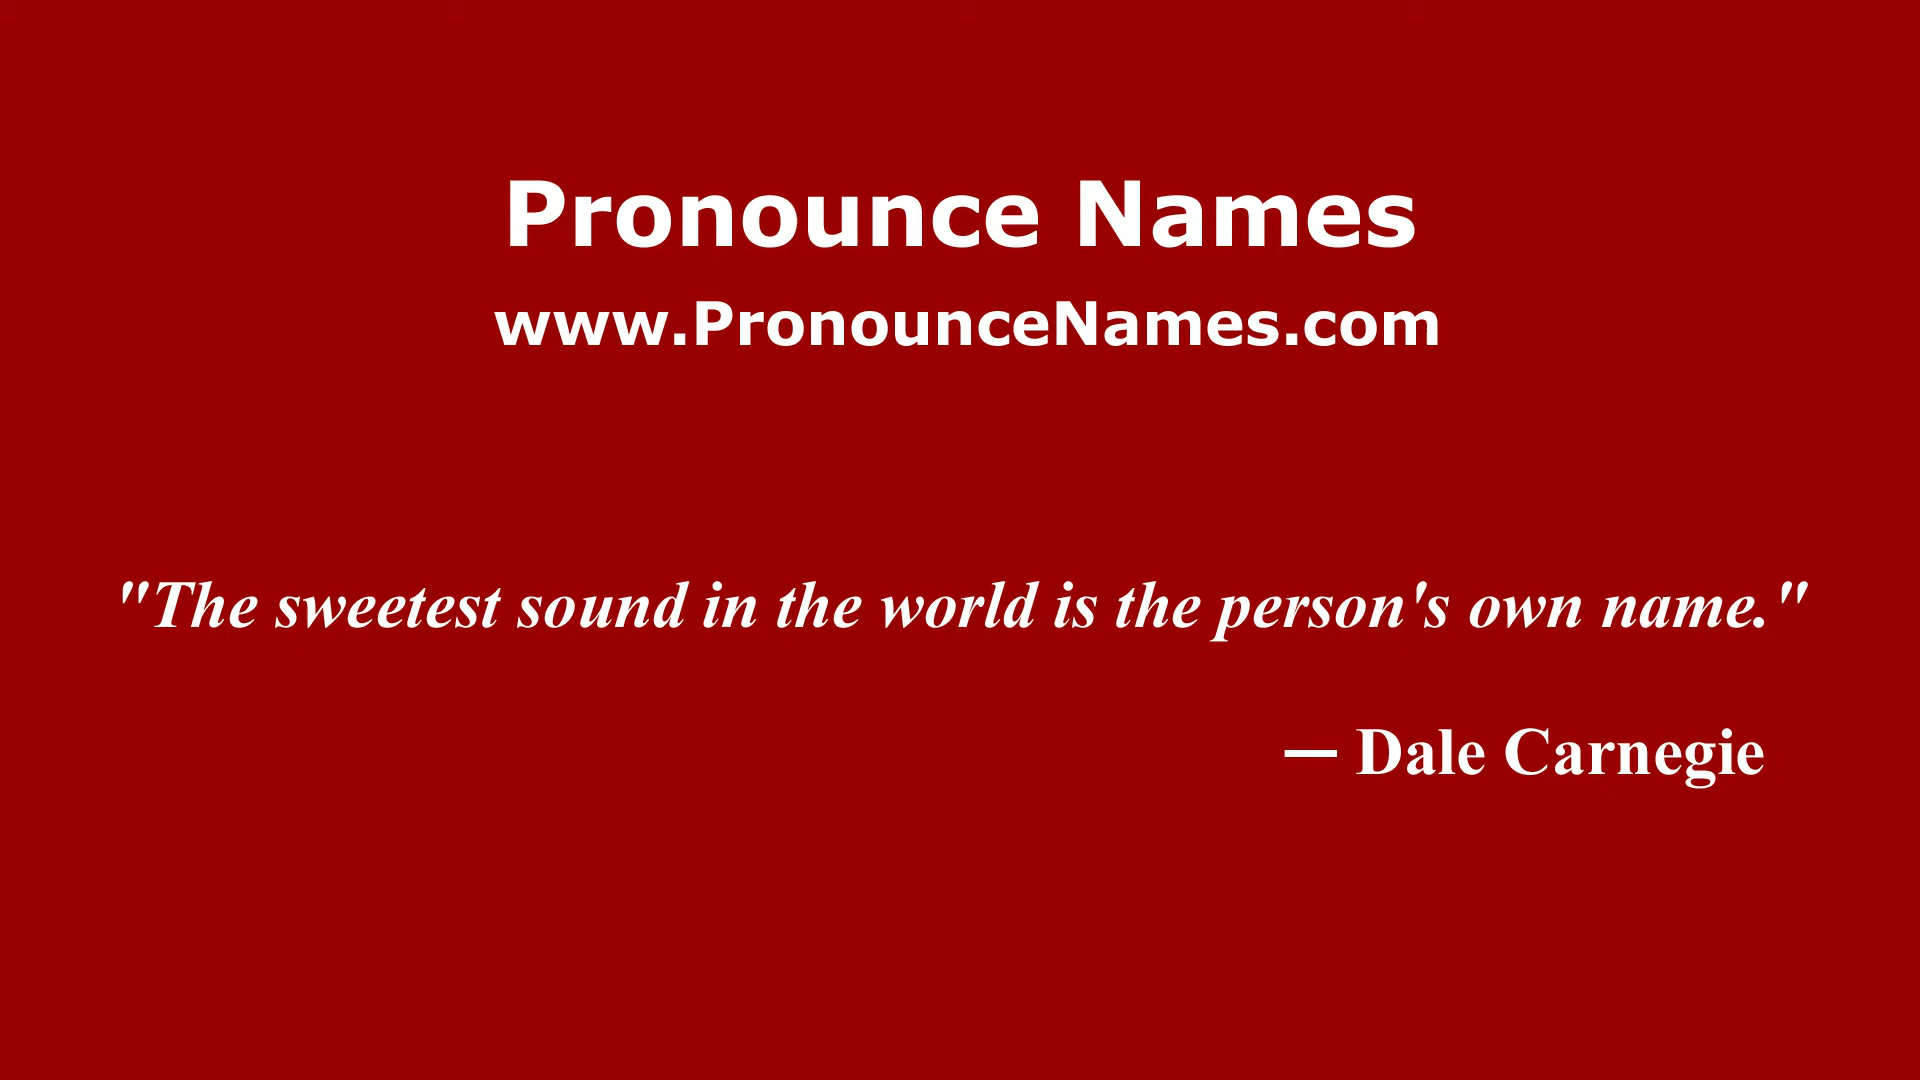 Pronounce Names
www.PronounceNames.com
"The sweetest sound in the world is the person's own name."
— Dale Carnegie